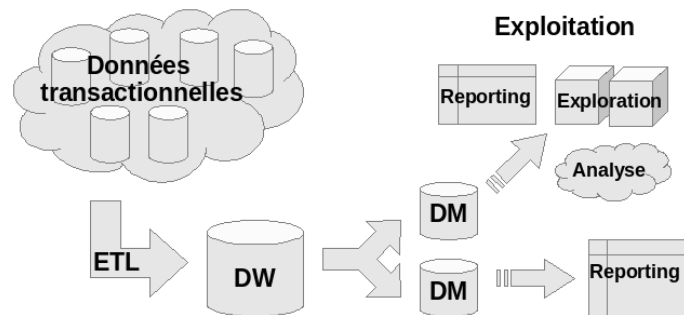 Exploitation
Données
transactionnelles
Reporting
Exploration
Analyse
DM
ETL
DW
DM
Reporting